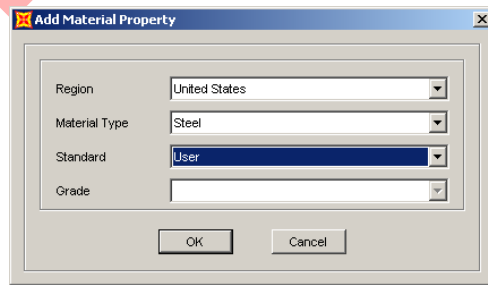 Add Material Property
Region United States
Material Type Steel
Standard User
Grade
OK Cancel